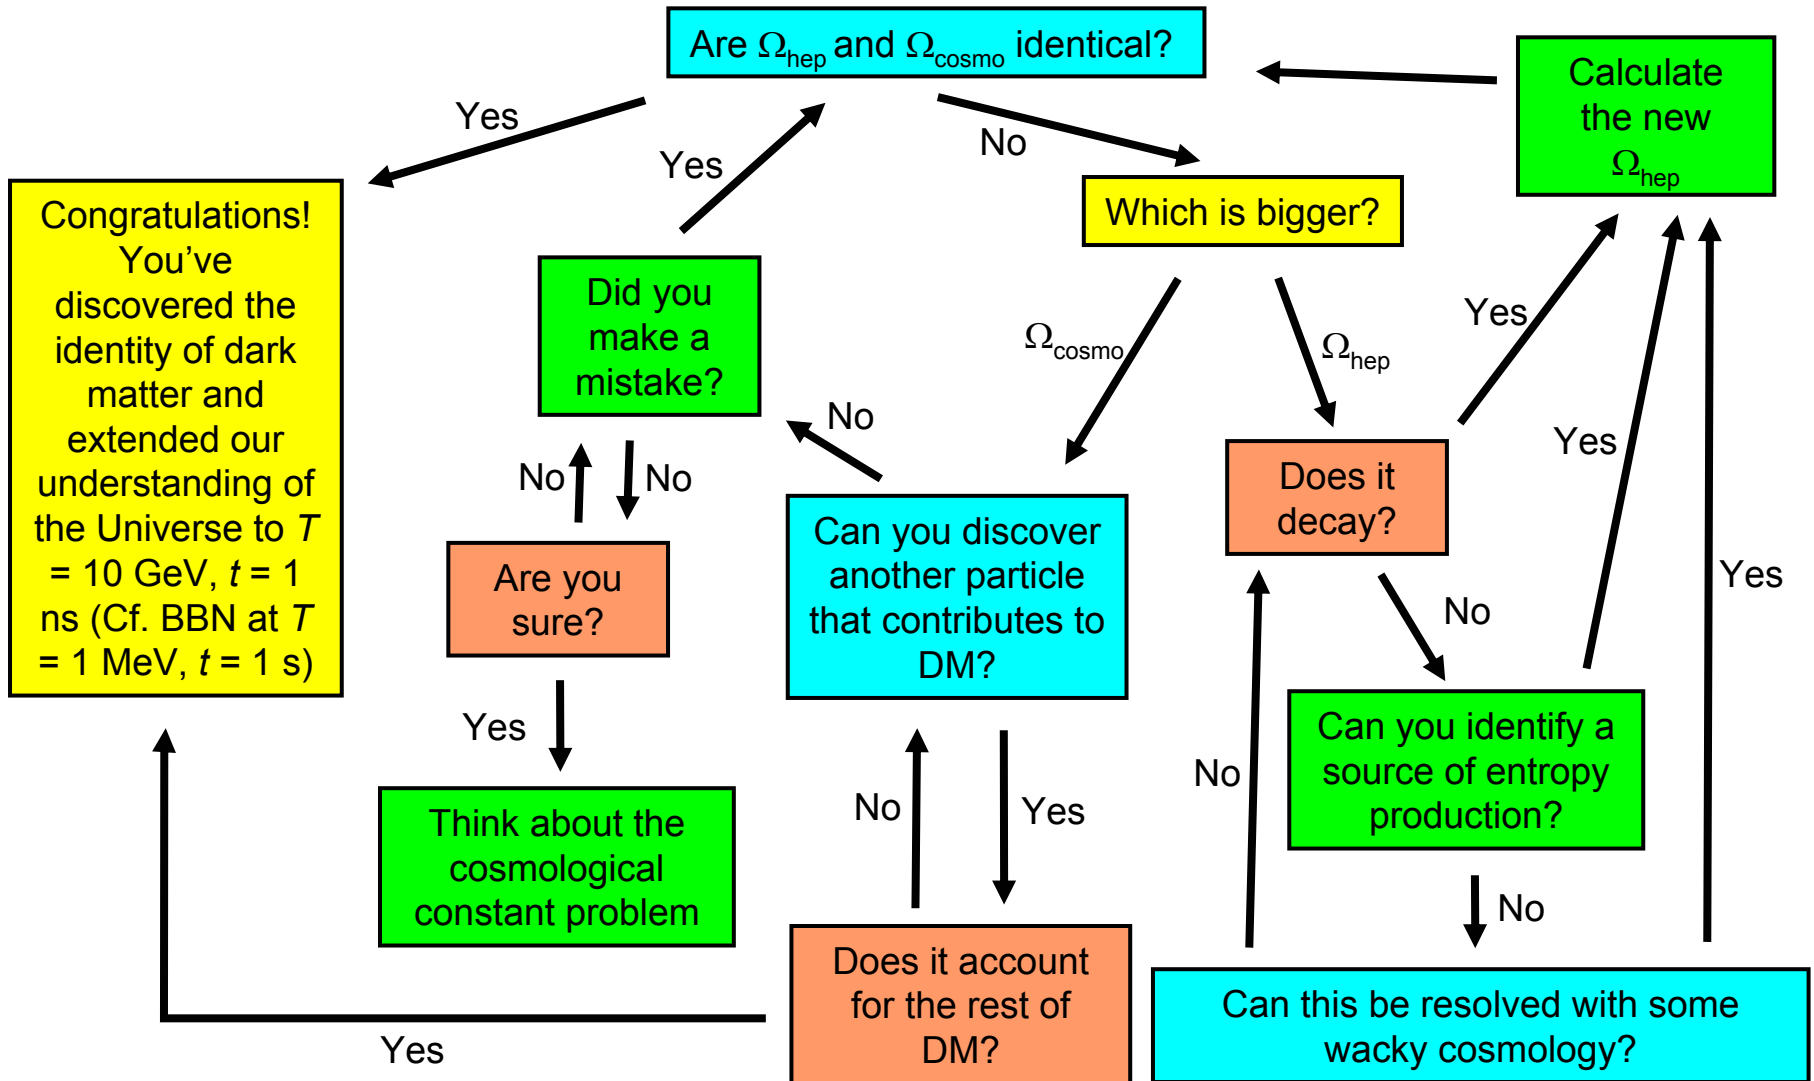 Are Ωhep and Ωcosmo identical?
Calculate
the new
Ωhep
Yes
Yes
No
Congratulations!
You’ve
discovered the
identity of dark
matter and
extended our
understanding of
the Universe to T
= 10 GeV, t = 1
ns (Cf. BBN at T
= 1 MeV, t = 1 s)
Which is bigger?
Did you
make a
mistake?
Ωcosmo
Ωhep
Yes
No
Yes
No
No
Does it
decay?
Can you discover
another particle
that contributes to
DM?
Are you
sure?
No
Yes
Yes
Can you identify a
source of entropy
production?
No
Think about the
cosmological
constant problem
No
Yes
No
Does it account
for the rest of
DM?
Can this be resolved with some
wacky cosmology?
Yes